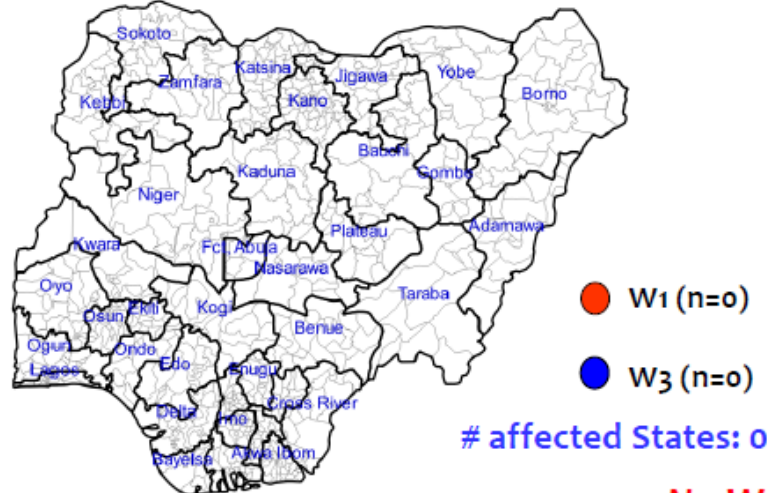 Sokoto
Katsina
Jigawa
Yobe
Zamfara
Borno
Kebbi
Kano
Bauchi
Gombe
Kaduna
Niger
Adamawa
Plateau
Kwara
Fct, Abuja
Nasarawa
Oyo
Taraba
W1 (n=0)
Kogi
Ekiti
Osun
Benue
Ogun
Ondo
Edo
Lagos
Enugu
W3 (n=0)
Cross River
Delta
Imo
# affected States: 0
Akwa Ibom
Bayelsa